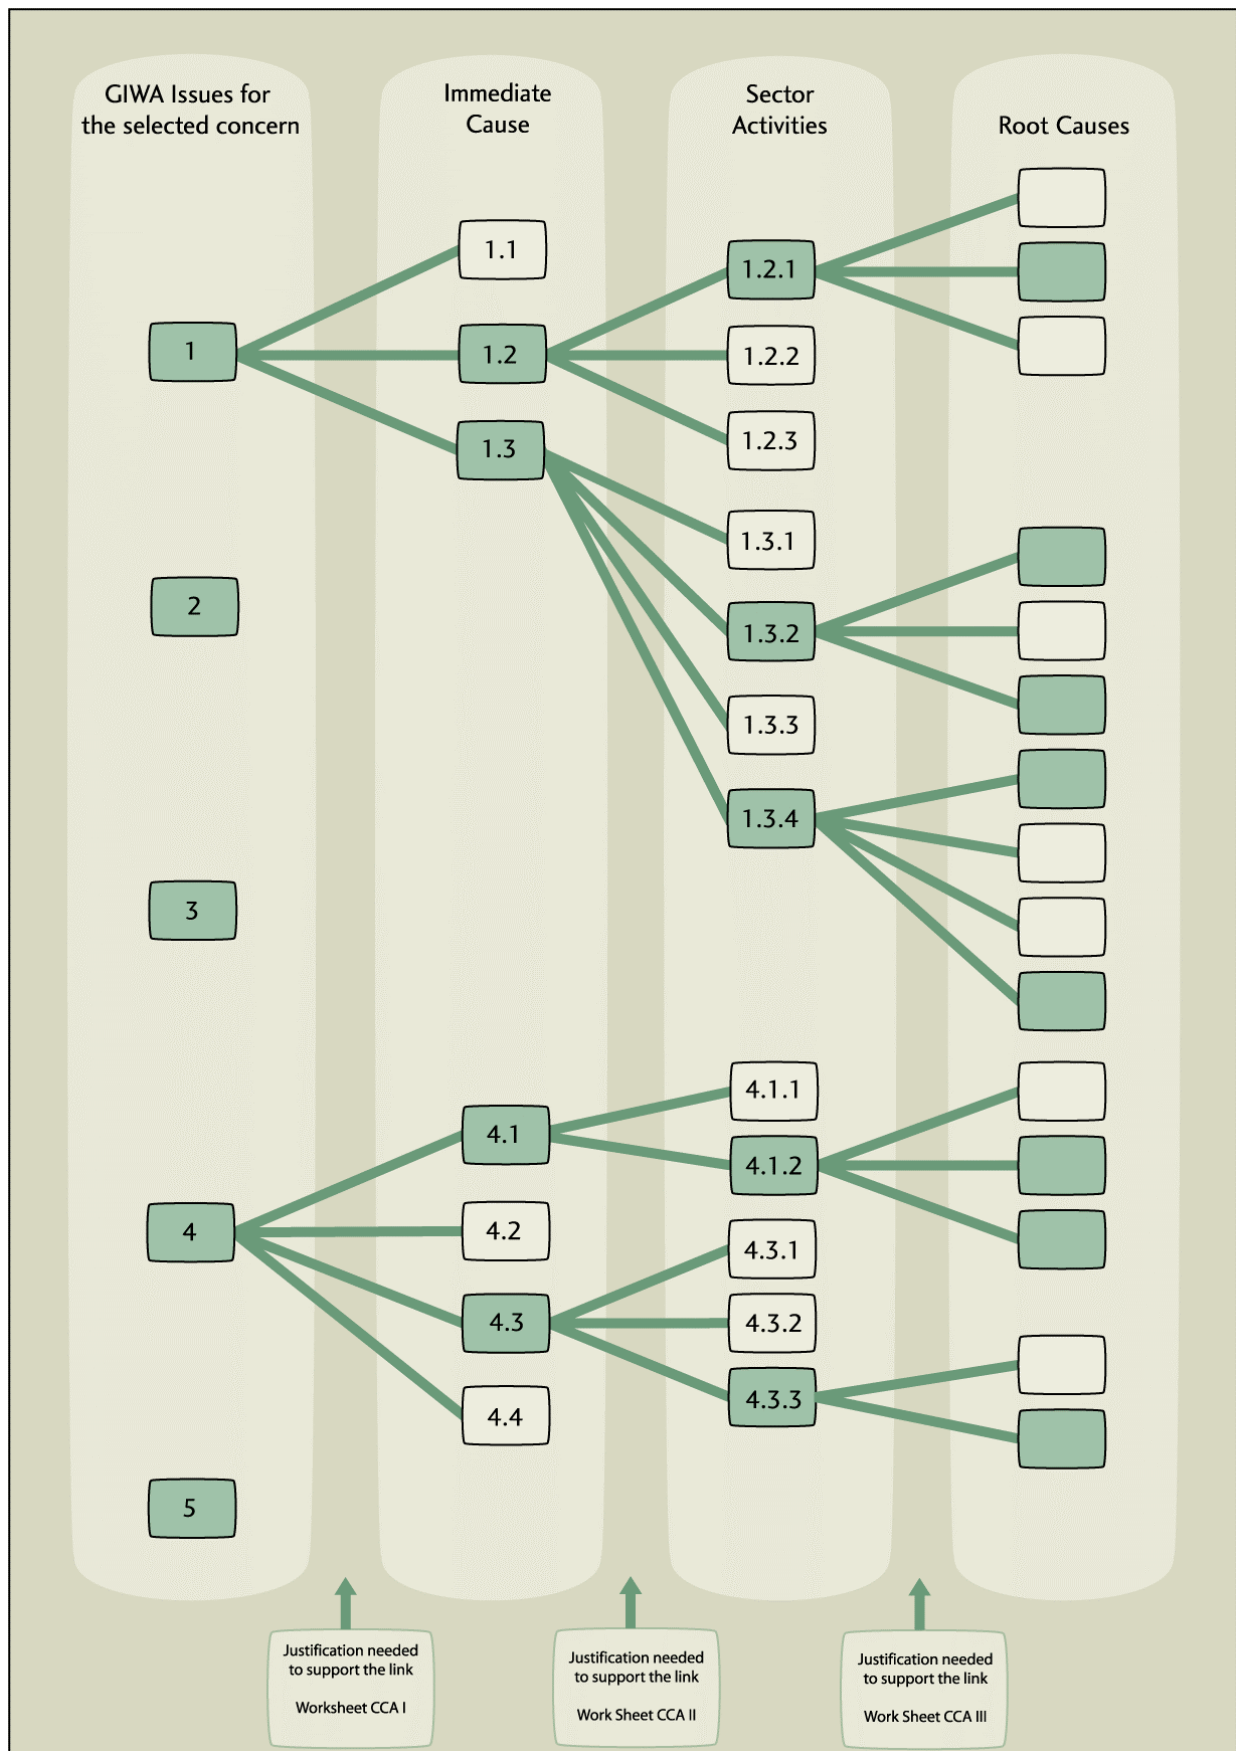 GIWA Issues for
the selected concern
Immediate
Cause
Sector
Activities
Root Causes
1
2
3
4
5
1.1
1.2
1.3
4.1
4.2
4.3
4.4
1.2.1
1.2.2
1.2.3
1.3.1
1.3.2
1.3.3
1.3.4
4.1.1
4.1.2
4.3.1
4.3.2
4.3.3
Justification needed
to support the link
Worksheet CCA I
Justification needed
to support the link
Work Sheet CCA II
Justification needed
to support the link
Work Sheet CCA III